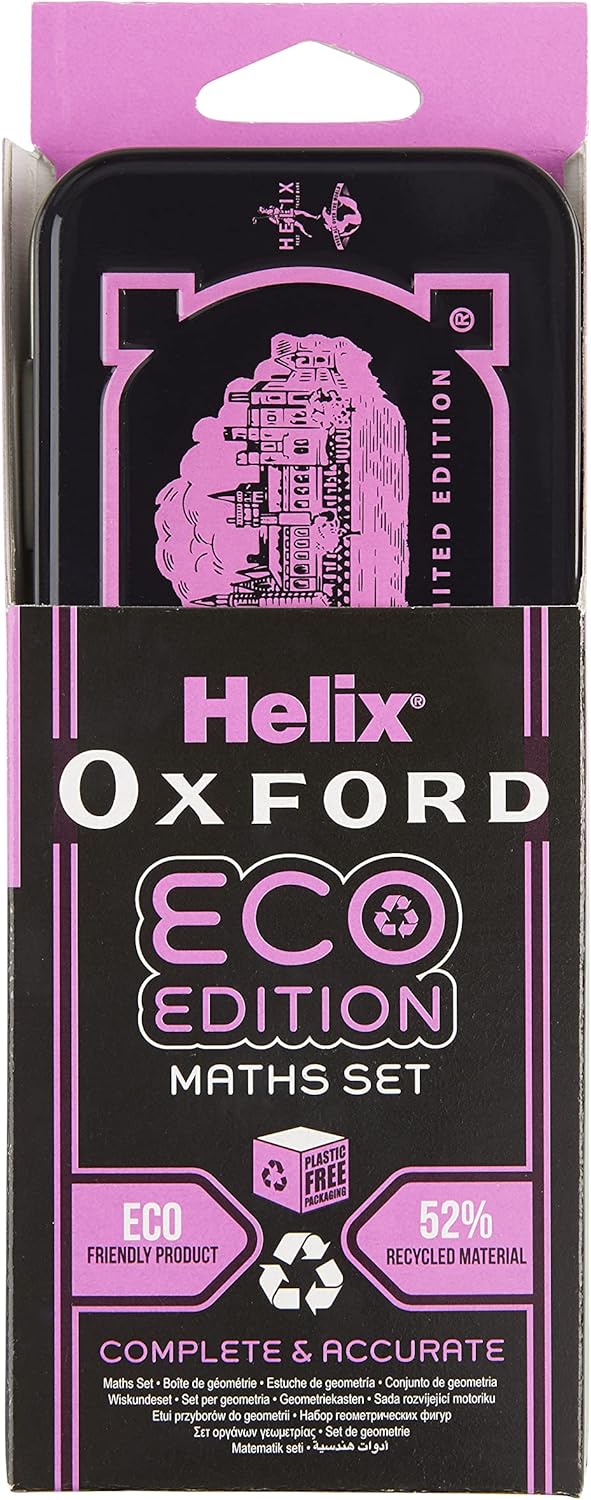 HELIX
®
LIMITED EDITION
Helix®
OXFORD
ECO
EDITION
MATHS SET
PLASTIC
FREE
PACKAGING
ECO
FRIENDLY PRODUCT
52%
RECYCLED MATERIAL
COMPLETE & ACCURATE
Maths Set • Boîte de géométrie • Estuche de geometría • Conjunto de geometria
Wiskundeset • Set per geometria • Geometriekasten • Sada rozvíjející motoriku
Etui przyborów do geometrii • Набор геометрических фигур
Σετ οργάνων γεωμετρίας • Set de geometrie
Matematik seti • أدوات هندسية